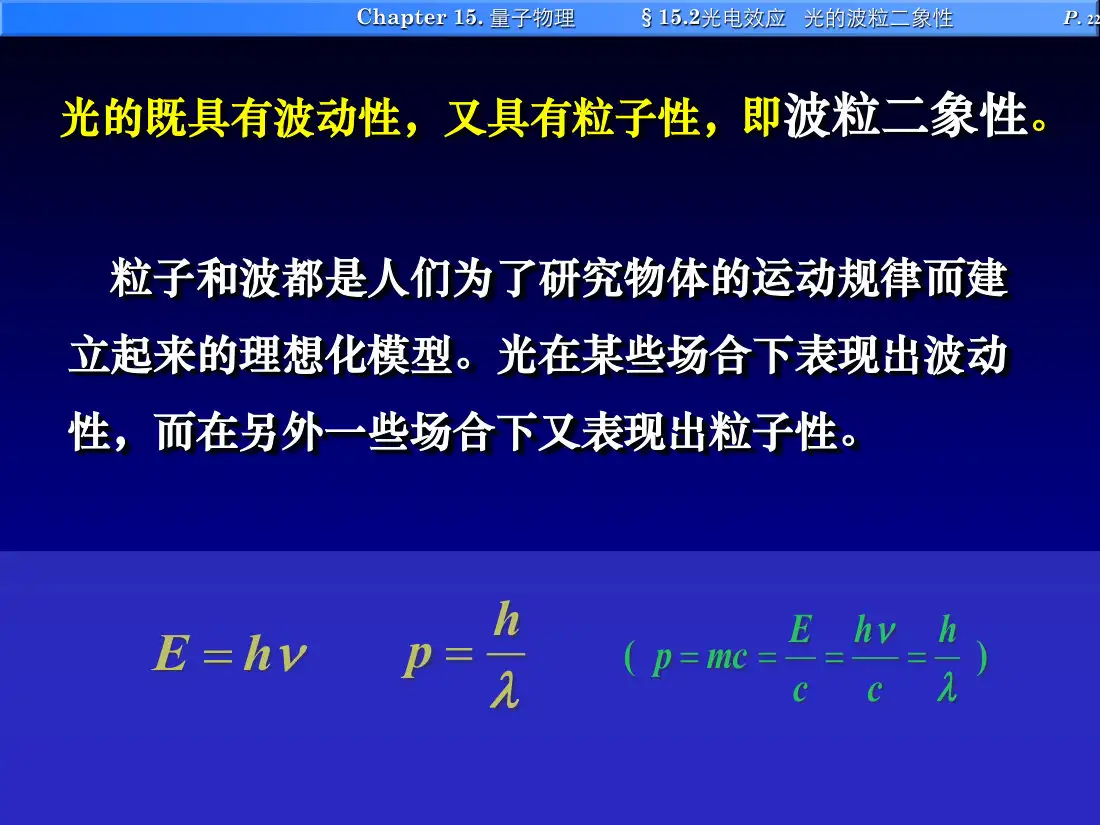 Chapter 15. 量子物理 §15.2光电效应 光的波粒二象性 P. 22
光的既具有波动性，又具有粒子性，即波粒二象性。
粒子和波都是人们为了研究物体的运动规律而建
立起来的理想化模型。光在某些场合下表现出波动
性，而在另外一些场合下又表现出粒子性。
E = hν p = h/λ ( p = mc = E/c = hν/c = h/λ )